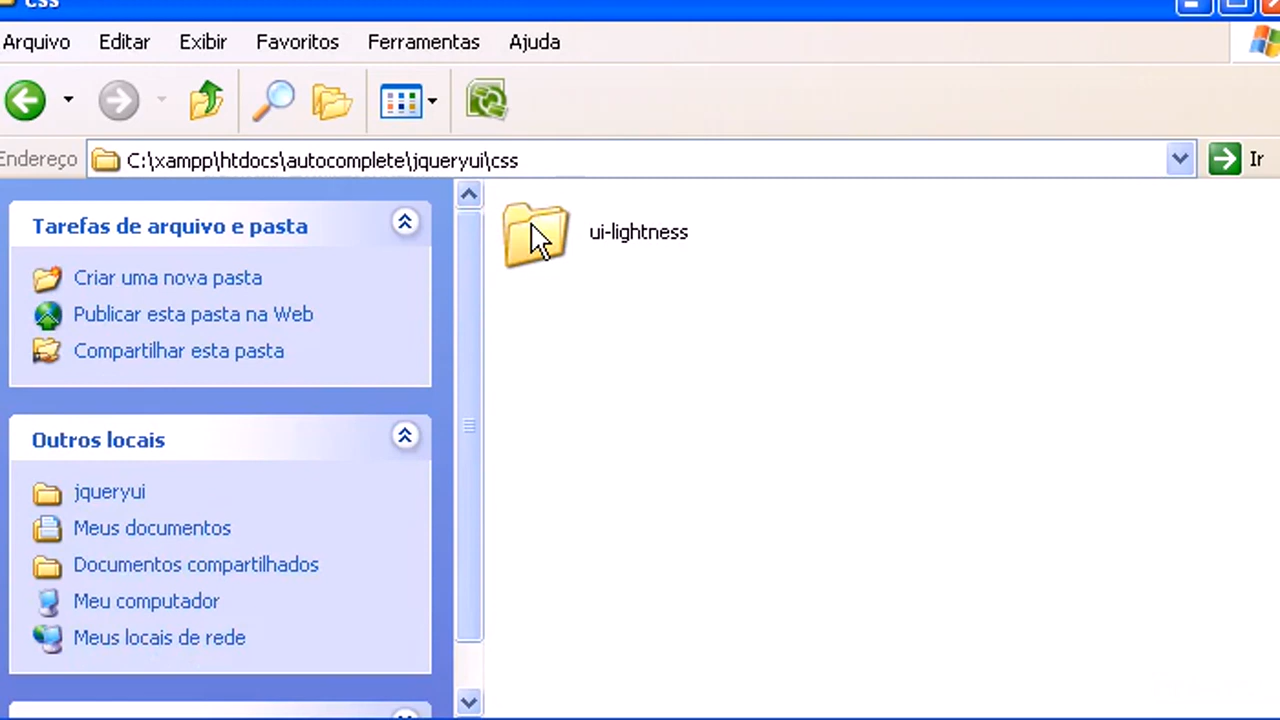 css
Arquivo Editar Exibir Favoritos Ferramentas Ajuda
Endereço C:\xampp\htdocs\autocomplete\jqueryui\css Ir
Tarefas de arquivo e pasta
Criar uma nova pasta
Publicar esta pasta na Web
Compartilhar esta pasta
Outros locais
jqueryui
Meus documentos
Documentos compartilhados
Meu computador
Meus locais de rede
ui-lightness